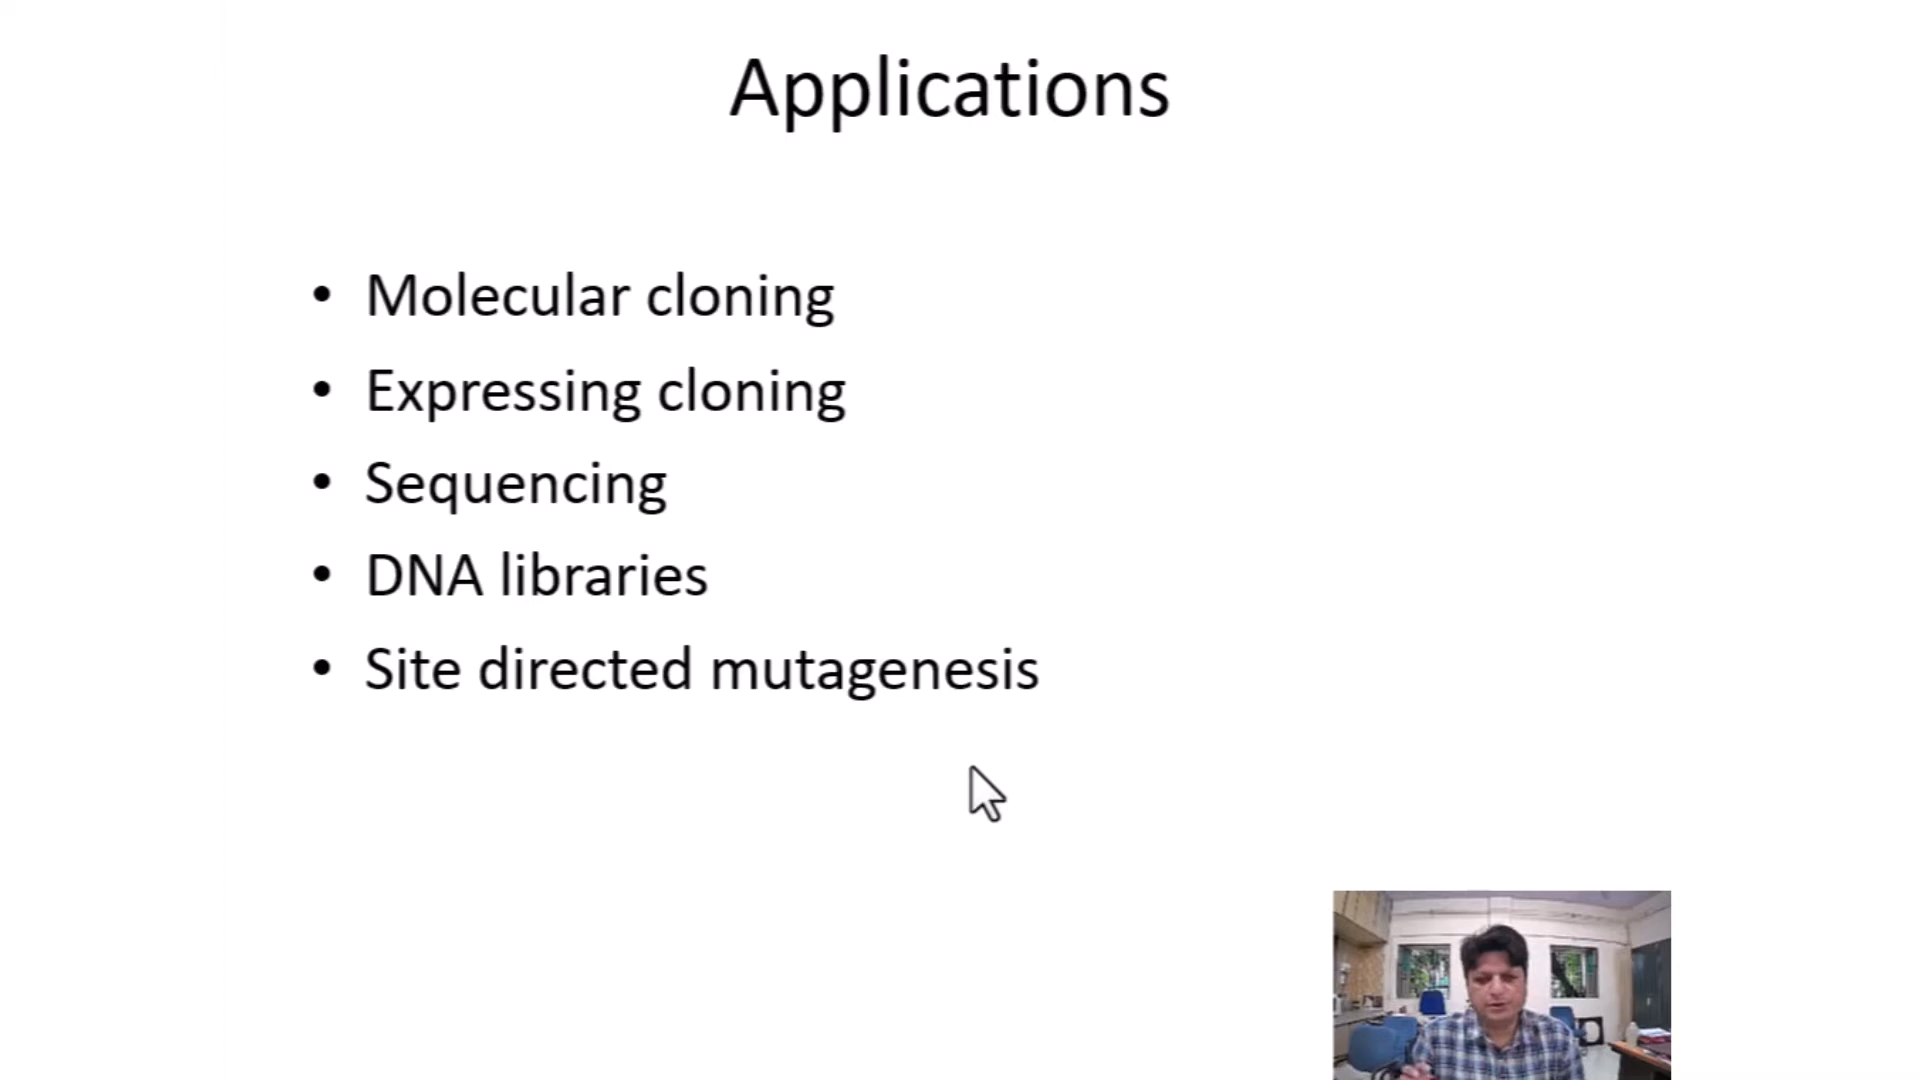 Applications
• Molecular cloning
• Expressing cloning
• Sequencing
• DNA libraries
• Site directed mutagenesis